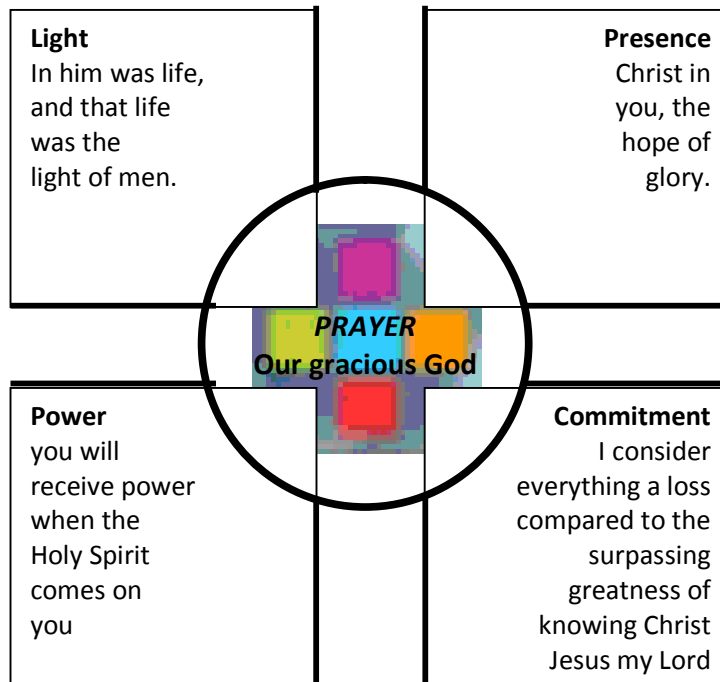 Light
In him was life,
and that life
was the
light of men.
Presence
Christ in
you, the
hope of
glory.
PRAYER
Our gracious God
Power
you will
receive power
when the
Holy Spirit
comes on
you
Commitment
I consider
everything a loss
compared to the
surpassing
greatness of
knowing Christ
Jesus my Lord